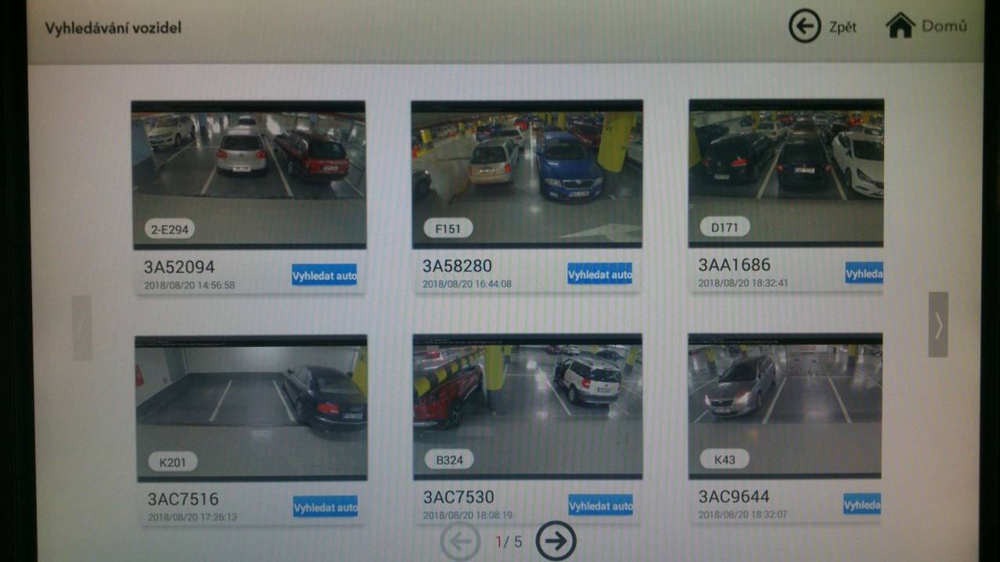 Vyhledávání vozidel
Zpět
Domů
2-E294
F151
D171
3A52094
2018/08/20 14:56:58
Vyhledat auto
3A58280
2018/08/20 16:44:08
Vyhledat auto
3AA1686
2018/08/20 18:32:41
Vyhleda
K201
B324
K43
3AC7516
2018/08/20 17:26:13
Vyhledat auto
3AC7530
2018/08/20 18:08:19
Vyhledat auto
3AC9644
2018/08/20 18:32:07
Vyhleda
1/ 5